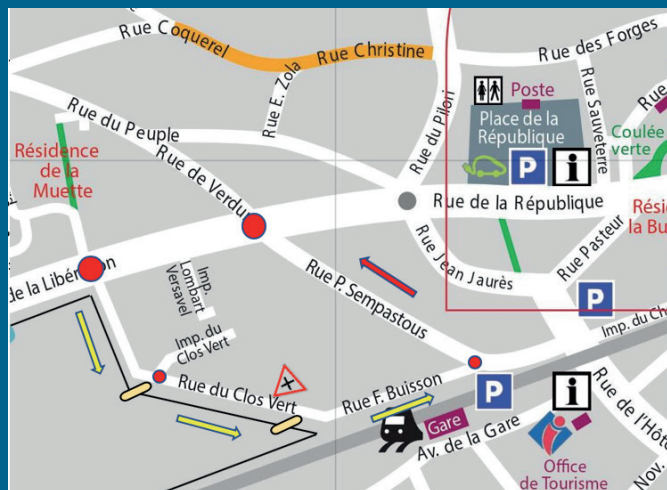 Rue Coquerel
Rue Christine
Rue des Forges
Rue E. Zola
Rue du Pilori
Poste
Place de la
République
Rue Sauveterre
Rue
Coulée
verte
Rue du Peuple
Résidence
de la
Muette
Rue de Verdun
P
i
Rue de la République
Rési
la Bu
Rue Jean Jaurès
Rue Pasteur
de la Libération
Imp.
Lombart
Versavel
Imp. du
Clos Vert
Rue P. Sempastous
P
Imp. du Ch
Rue du Clos Vert
Rue F. Buisson
P
i
Gare
Av. de la Gare
Rue de l'Hôte
Office
de Tourisme
Nov.